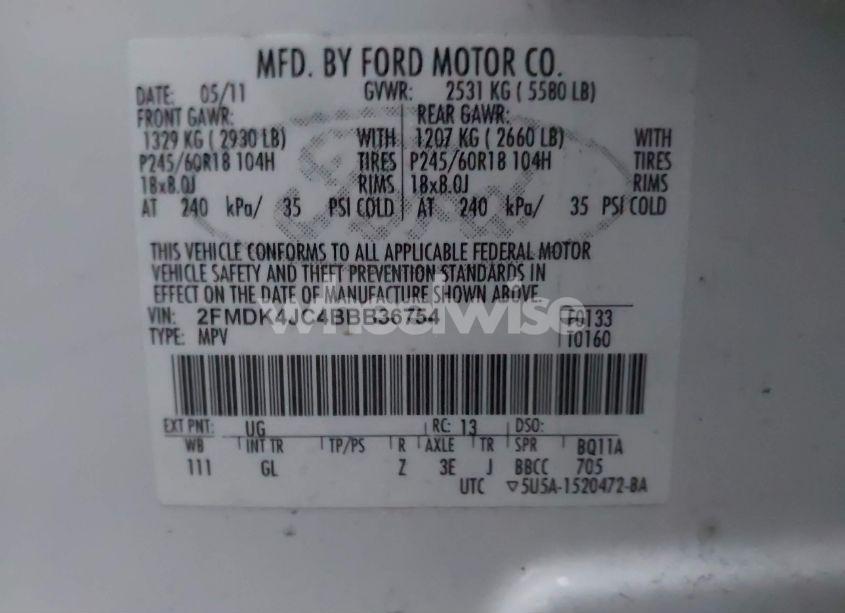 MFD. BY FORD MOTOR CO.
DATE: 05/11 GVWR: 2531 KG ( 5580 LB)
FRONT GAWR: REAR GAWR:
1329 KG ( 2930 LB) WITH 1207 KG ( 2660 LB) WITH
P245/60R18 104H TIRES P245/60R18 104H TIRES
18x8.0J RIMS 18x8.0J RIMS
AT 240 kPa/ 35 PSI COLD AT 240 kPa/ 35 PSI COLD
THIS VEHICLE CONFORMS TO ALL APPLICABLE FEDERAL MOTOR
VEHICLE SAFETY AND THEFT PREVENTION STANDARDS IN
EFFECT ON THE DATE OF MANUFACTURE SHOWN ABOVE.
VIN: 2FMDK4JC4BBB36754 F0133
TYPE: MPV T0160
wheelwise
EXT PNT: UG RC: 13 DSO:
WB INT TR TP/PS R AXLE TR SPR BQ11A
111 GL Z 3E J BBCC 705
UTC ▽5U5A-1520472-BA
Ford